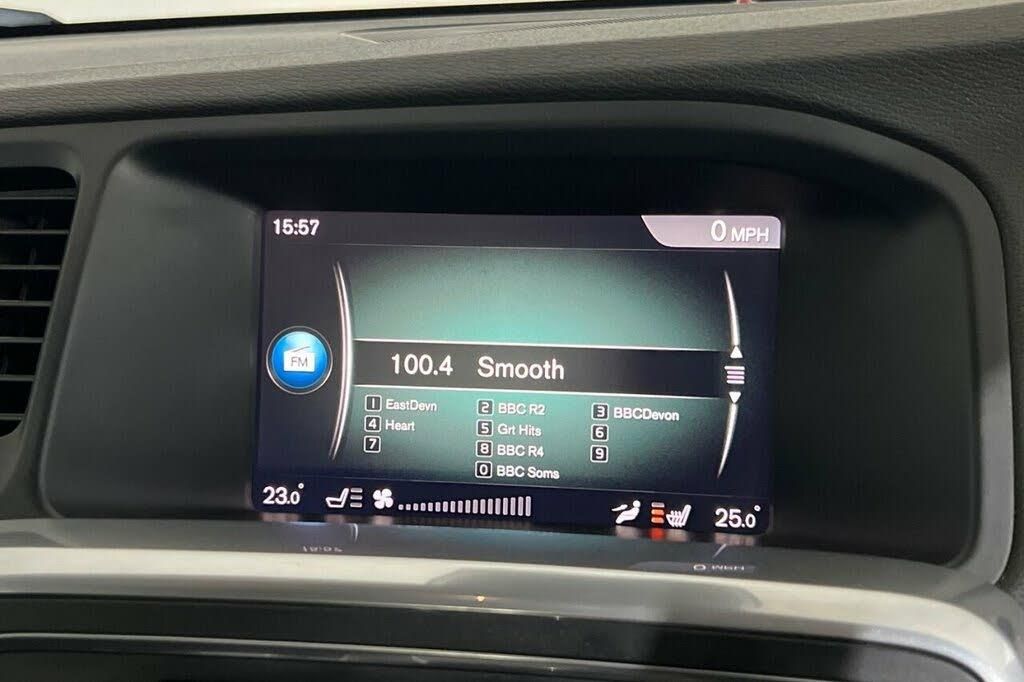 15:57
0 MPH
FM
100.4 Smooth
1 EastDevn 2 BBC R2 3 BBCDevon
4 Heart 5 Grt Hits 6
7 8 BBC R4 9
0 BBC Soms
23.0° 25.0°